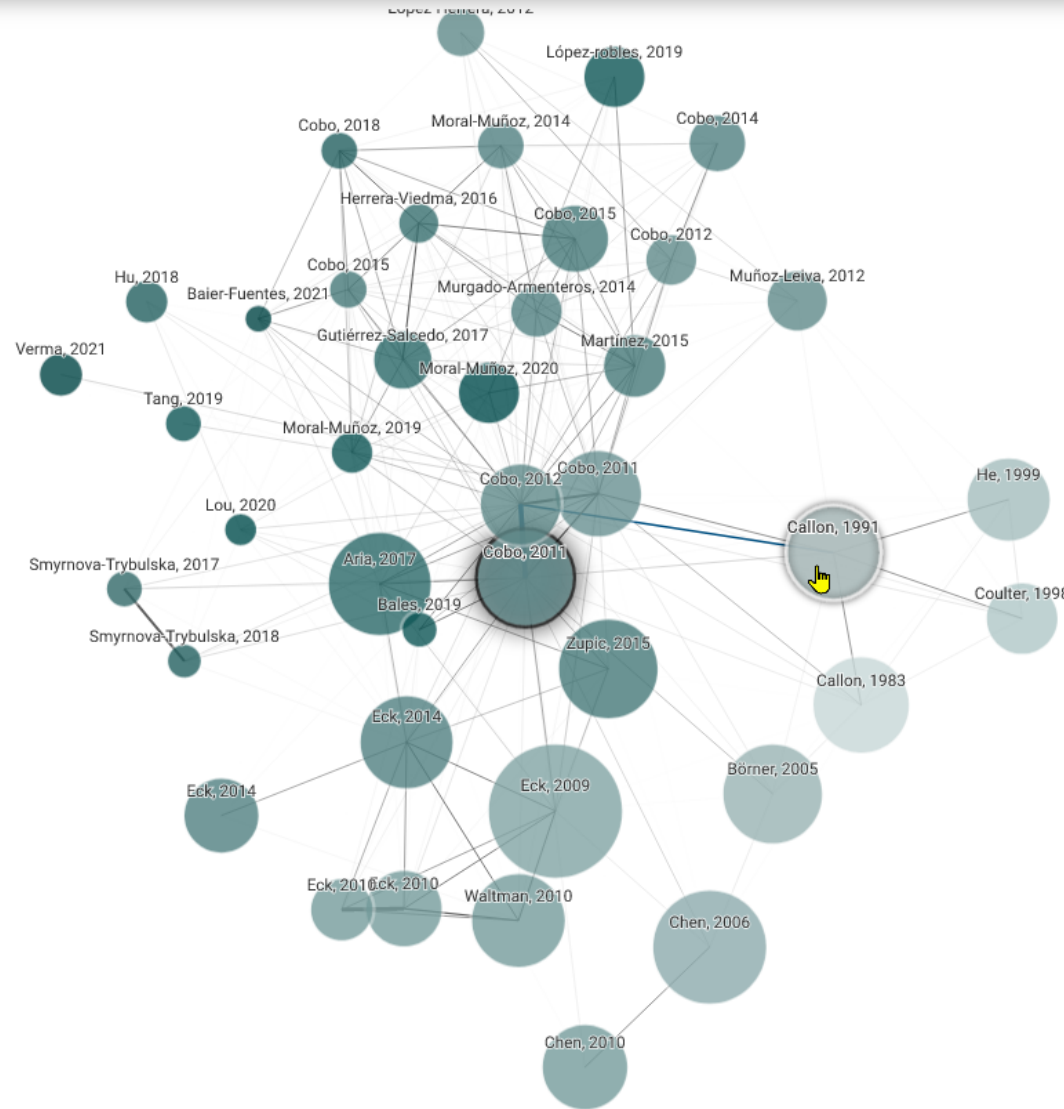 López-Herrera, 2012
López-robles, 2019
Cobo, 2014
Moral-Muñoz, 2014
Cobo, 2018
Herrera-Viedma, 2016
Cobo, 2015
Cobo, 2012
Cobo, 2015
Muñoz-Leiva, 2012
Hu, 2018
Murgado-Armenteros, 2014
Baier-Fuentes, 2021
Gutiérrez-Salcedo, 2017
Martínez, 2015
Verma, 2021
Moral-Muñoz, 2020
Tang, 2019
Moral-Muñoz, 2019
Cobo, 2011
He, 1999
Cobo, 2012
Lou, 2020
Callon, 1991
Cobo, 2011
Aria, 2017
Smyrnova-Trybulska, 2017
Coulter, 1998
Bales, 2019
Smyrnova-Trybulska, 2018
Zupic, 2015
Callon, 1983
Eck, 2014
Börner, 2005
Eck, 2009
Eck, 2014
Eck, 2010
Eck, 2010
Waltman, 2010
Chen, 2006
Chen, 2010